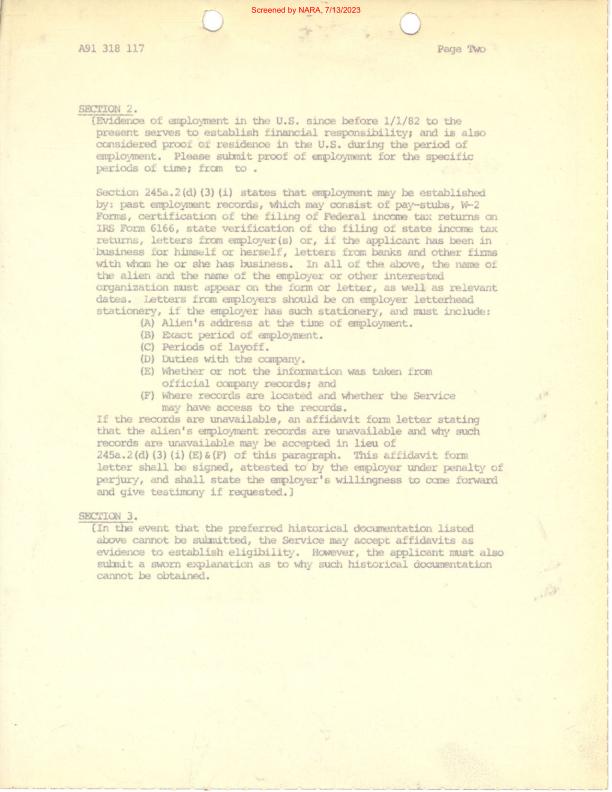 Screened by NARA, 7/13/2023
A91 318 117 Page Two
SECTION 2.
[Evidence of employment in the U.S. since before 1/1/82 to the
present serves to establish financial responsibility; and is also
considered proof of residence in the U.S. during the period of
employment. Please submit proof of employment for the specific
periods of time; from to .
Section 245a.2(d)(3)(i) states that employment may be established
by: past employment records, which may consist of pay-stubs, W-2
Forms, certification of the filing of Federal income tax returns on
IRS Form 6166, state verification of the filing of state income tax
returns, letters from employer(s) or, if the applicant has been in
business for himself or herself, letters from banks and other firms
with whom he or she has business. In all of the above, the name of
the alien and the name of the employer or other interested
organization must appear on the form or letter, as well as relevant
dates. Letters from employers should be on employer letterhead
stationery, if the employer has such stationery, and must include:
(A) Alien's address at the time of employment.
(B) Exact period of employment.
(C) Periods of layoff.
(D) Duties with the company.
(E) Whether or not the information was taken from
official company records; and
(F) Where records are located and whether the Service
may have access to the records.
If the records are unavailable, an affidavit form letter stating
that the alien's employment records are unavailable and why such
records are unavailable may be accepted in lieu of
245a.2(d)(3)(i)(E)&(F) of this paragraph. This affidavit form
letter shall be signed, attested to by the employer under penalty of
perjury, and shall state the employer's willingness to come forward
and give testimony if requested.]
SECTION 3.
[In the event that the preferred historical documentation listed
above cannot be submitted, the Service may accept affidavits as
evidence to establish eligibility. However, the applicant must also
submit a sworn explanation as to why such historical documentation
cannot be obtained.